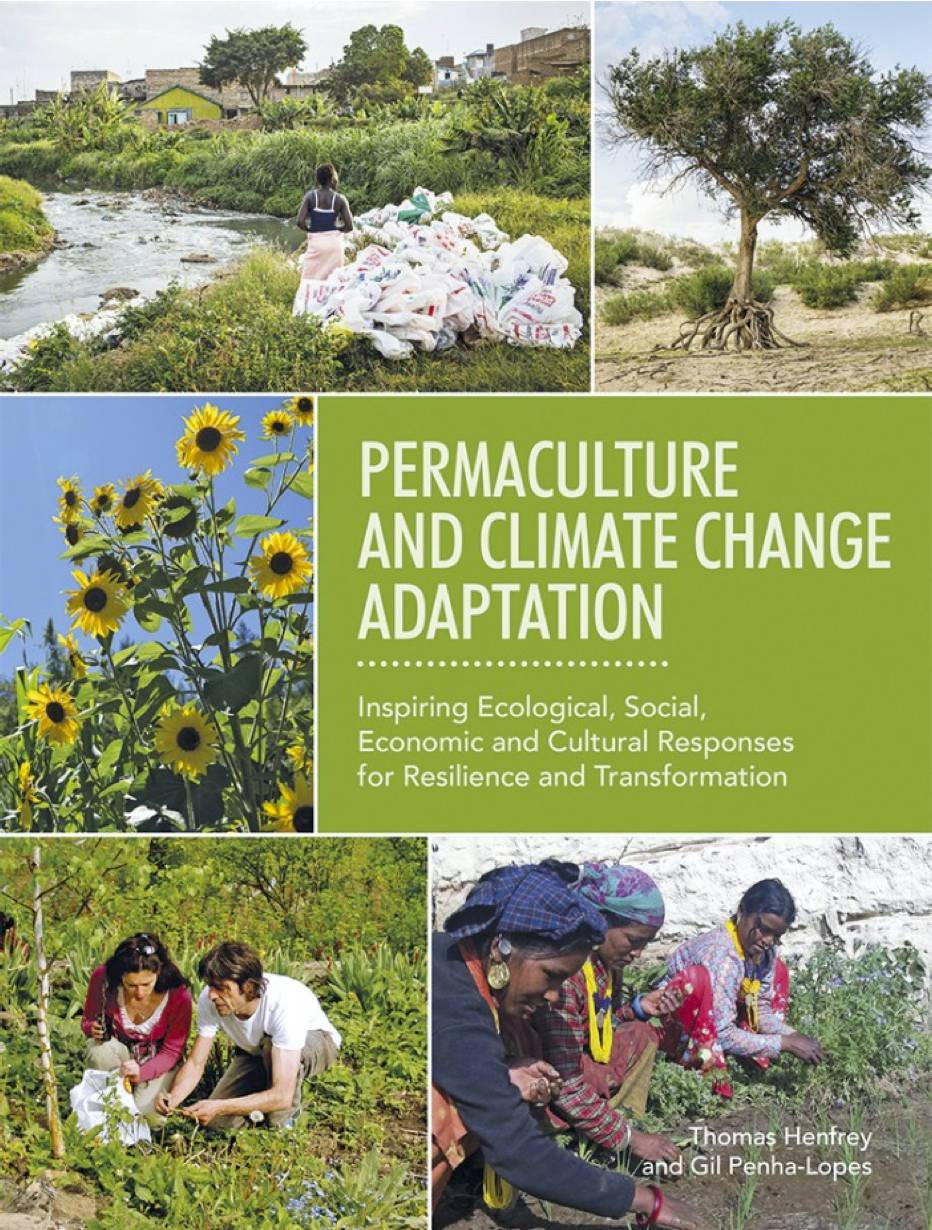 PERMACULTURE
AND CLIMATE CHANGE
ADAPTATION
Inspiring Ecological, Social,
Economic and Cultural Responses
for Resilience and Transformation
Thomas Henfrey
and Gil Penha-Lopes